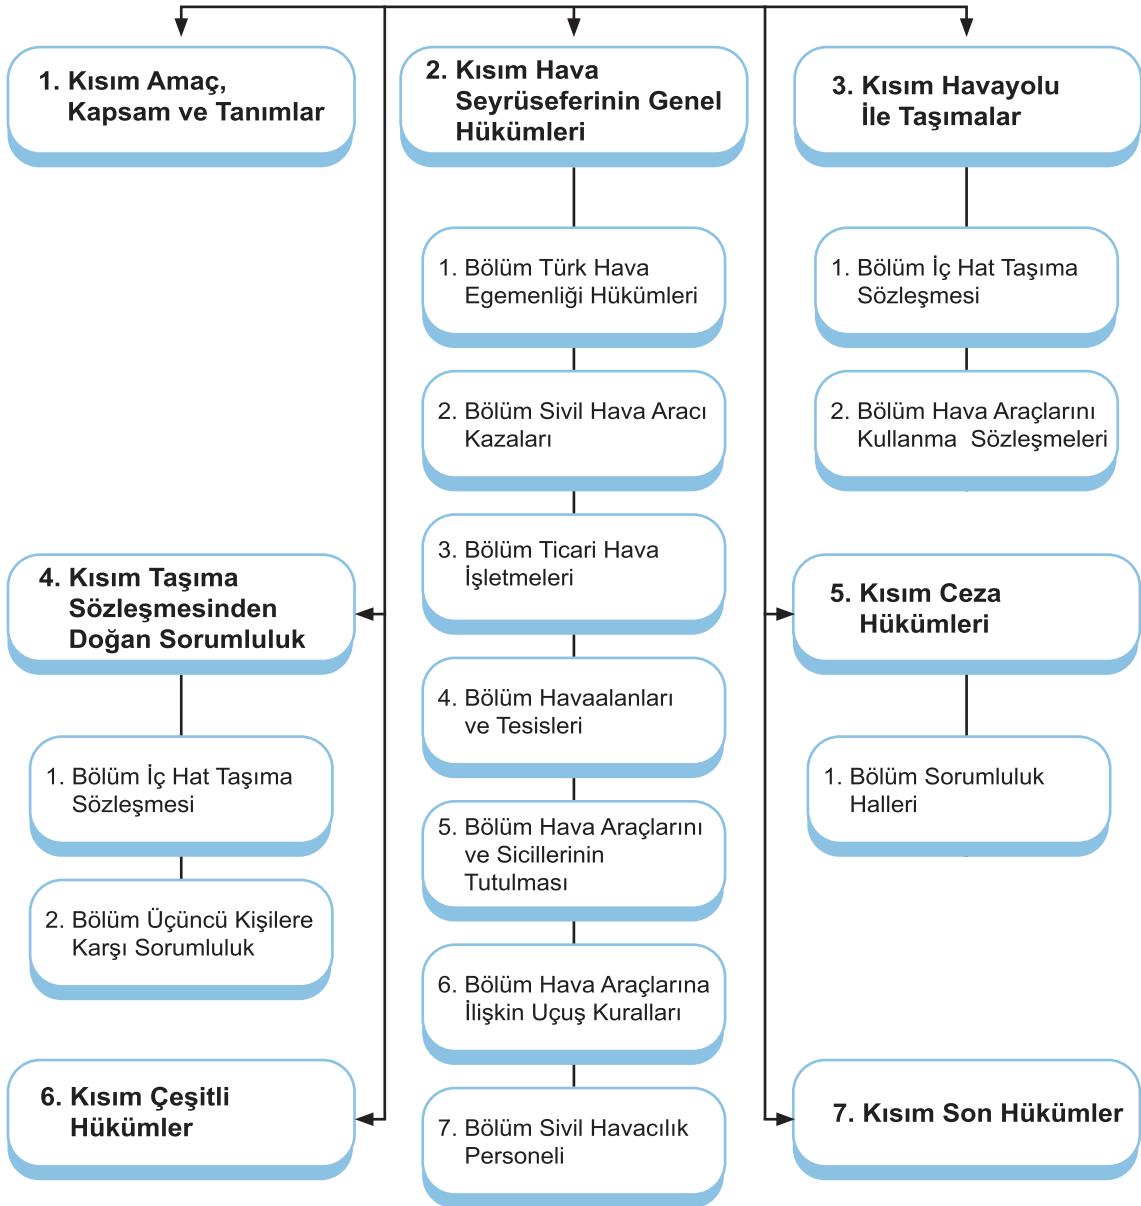 1. Kısım Amaç,
Kapsam ve Tanımlar
2. Kısım Hava
Seyrüseferinin Genel
Hükümleri
1. Bölüm Türk Hava
Egemenliği Hükümleri
2. Bölüm Sivil Hava Aracı
Kazaları
3. Bölüm Ticari Hava
İşletmeleri
4. Bölüm Havaalanları
ve Tesisleri
5. Bölüm Hava Araçlarını
ve Sicillerinin
Tutulması
6. Bölüm Hava Araçlarına
İlişkin Uçuş Kuralları
7. Bölüm Sivil Havacılık
Personeli
3. Kısım Havayolu
İle Taşımalar
1. Bölüm İç Hat Taşıma
Sözleşmesi
2. Bölüm Hava Araçlarını
Kullanma Sözleşmeleri
4. Kısım Taşıma
Sözleşmesinden
Doğan Sorumluluk
1. Bölüm İç Hat Taşıma
Sözleşmesi
2. Bölüm Üçüncü Kişilere
Karşı Sorumluluk
5. Kısım Ceza
Hükümleri
1. Bölüm Sorumluluk
Halleri
6. Kısım Çeşitli
Hükümler
7. Kısım Son Hükümler